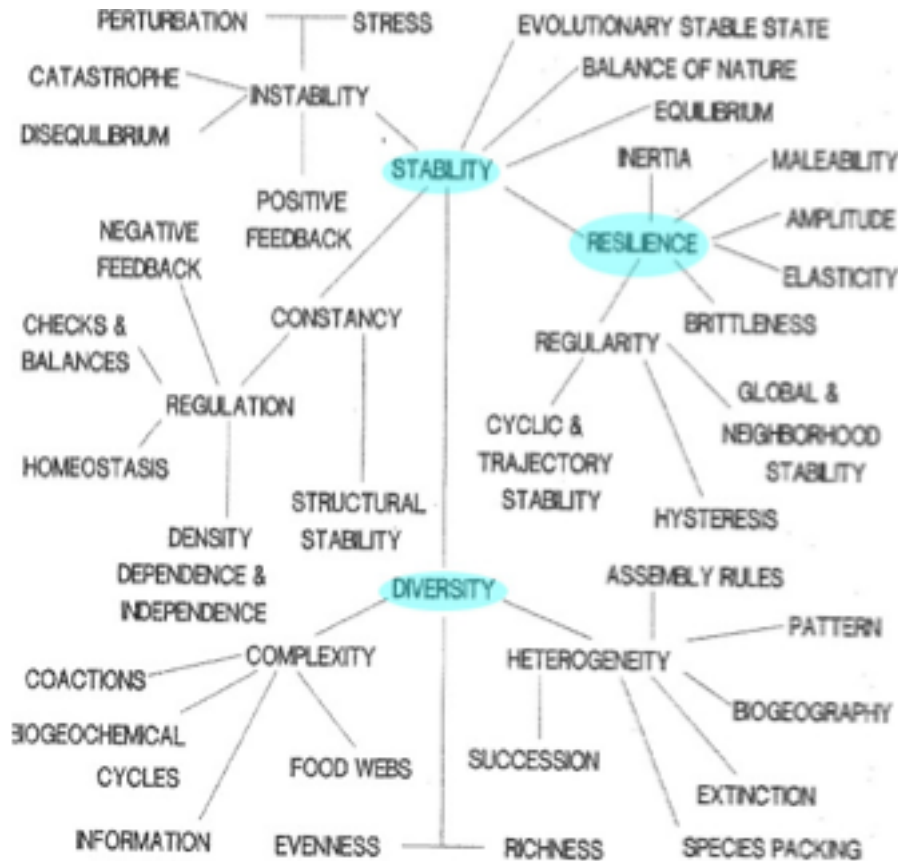 PERTURBATION
STRESS
EVOLUTIONARY STABLE STATE
CATASTROPHE
INSTABILITY
BALANCE OF NATURE
DISEQUILIBRIUM
EQUILIBRIUM
STABILITY
INERTIA
MALEABILITY
POSITIVE
FEEDBACK
NEGATIVE
FEEDBACK
RESILIENCE
AMPLITUDE
ELASTICITY
CHECKS &
BALANCES
CONSTANCY
REGULARITY
BRITTLENESS
REGULATION
HOMEOSTASIS
CYCLIC &
TRAJECTORY
STABILITY
GLOBAL &
NEIGHBORHOOD
STABILITY
STRUCTURAL
STABILITY
HYSTERESIS
DENSITY
DEPENDENCE &
INDEPENDENCE
DIVERSITY
ASSEMBLY RULES
COMPLEXITY
HETEROGENEITY
PATTERN
COACTIONS
BIOGEOCHEMICAL
CYCLES
FOOD WEBS
SUCCESSION
BIOGEOGRAPHY
EXTINCTION
INFORMATION
EVENNESS
RICHNESS
SPECIES PACKING